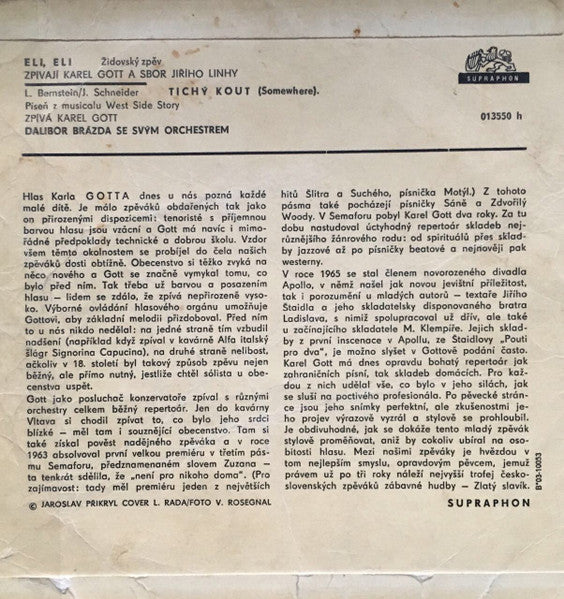 ELI, ELI Židovský zpěv
ZPÍVAJÍ KAREL GOTT A SBOR JIŘÍHO LINHY
L. Bernstein/J. Schneider TICHÝ KOUT (Somewhere).
Píseň z musicalu West Side Story
ZPÍVÁ KAREL GOTT
DALIBOR BRÁZDA SE SVÝM ORCHESTREM
SUPRAPHON
013550 h
Hlas Karla GOTTA dnes u nás pozná každé
malé dítě. Je málo zpěváků obdařených tak jako
on přirozenými dispozicemi: tenoristé s příjemnou
barvou hlasu jsou vzácní a Gott má navíc i mimo-
řádné předpoklady technické a dobrou školu. Vzdor
všem těmto okolnostem se probíjel do čela našich
zpěváků dosti obtížně. Obecenstvo si těžko zvyká na
něco nového a Gott se značně vymykal tomu, co
bylo před ním. Tak třeba už barvou a posazením
hlasu – lidem se zdálo, že zpívá nepřirozeně vyso-
ko. Výborné ovládání hlasového orgánu umožňuje
Gottovi, aby základní melodii přizdoboval. Před ním
to u nás nikdo nedělal: na jedné straně tím vzbudil
nadšení (například když zpíval v kavárně Alfa italský
šlágr Signorina Capucina), na druhé straně nelibost,
ačkoliv v 18. století byl takový způsob zpěvu nejen
běžný, ale přímo nutný, jestliže chtěl sólista u obe-
censtva uspět.
Gott jako posluchač konservatoře zpíval s různými
orchestry celkem běžný repertoár. Jen do kavárny
Vltava si chodil zpívat to, co bylo jeho srdci
blízké – měl tam i soudnější obecenstvo. Tam si
také získal pověst nadějného zpěváka a v roce
1963 absolvoval první velkou premiéru v třetím pás-
mu Semaforu, předznamenaném slovem Zuzana –
ta tenkrát sdělila, že „není pro nikoho doma“. (Pro
zajímavost: tady měl premiéru jeden z největších
© JAROSLAV PŘIKRYL COVER L. RADA/FOTO V. ROSEGNAL
hitů Šlitra a Suchého, písnička Motýl.) Z tohoto
pásma také pocházejí písničky Sáně a Zdvořilý
Woody. V Semaforu pobyl Karel Gott dva roky. Za tu
dobu nastudoval úctyhodný repertoár skladeb nej-
různějšího žánrového rodu: od spirituálů přes sklad-
by jazzové až po písničky beatové a nejnověji pak
westerny.
V roce 1965 se stal členem novorozeného divadla
Apollo, v němž našel jak novou jevištní příležitost,
tak i porozumění u mladých autorů – textaře Jiřího
Štaidla a jeho skladatelsky disponovaného bratra
Ladislava, s nimiž spolupracoval už dřív, ale také
u začínajícího skladatele M. Klempíře. Jejich sklad-
by z první inscenace v Apollu, ze Štaidlovy „Pouti
pro dva“, je možno slyšet v Gottově podání často.
Karel Gott má dnes opravdu bohatý repertoár jak
zahraničních písní, tak skladeb domácích. Pro kaž-
dou z nich udělal vše, co bylo v jeho silách, jak
se sluší na poctivého profesionála. Po pěvecké strán-
ce jsou jeho snímky perfektní, ale zkušenostmi je-
ho projev výrazově vyzrál a stylově se prohloubil.
Je obdivuhodné, jak se dokáže tento mladý zpěvák
stylově proměňovat, aniž by cokoliv ubíral na oso-
bitosti hlasu. Mezi našimi zpěváky je hvězdou v
tom nejlepším smyslu, opravdovým pěvcem, jemuž
právem už po tři roky náleží nejvyšší trofej česko-
slovenských zpěváků zábavné hudby – Zlatý slavík.
SUPRAPHON
B*03-10053